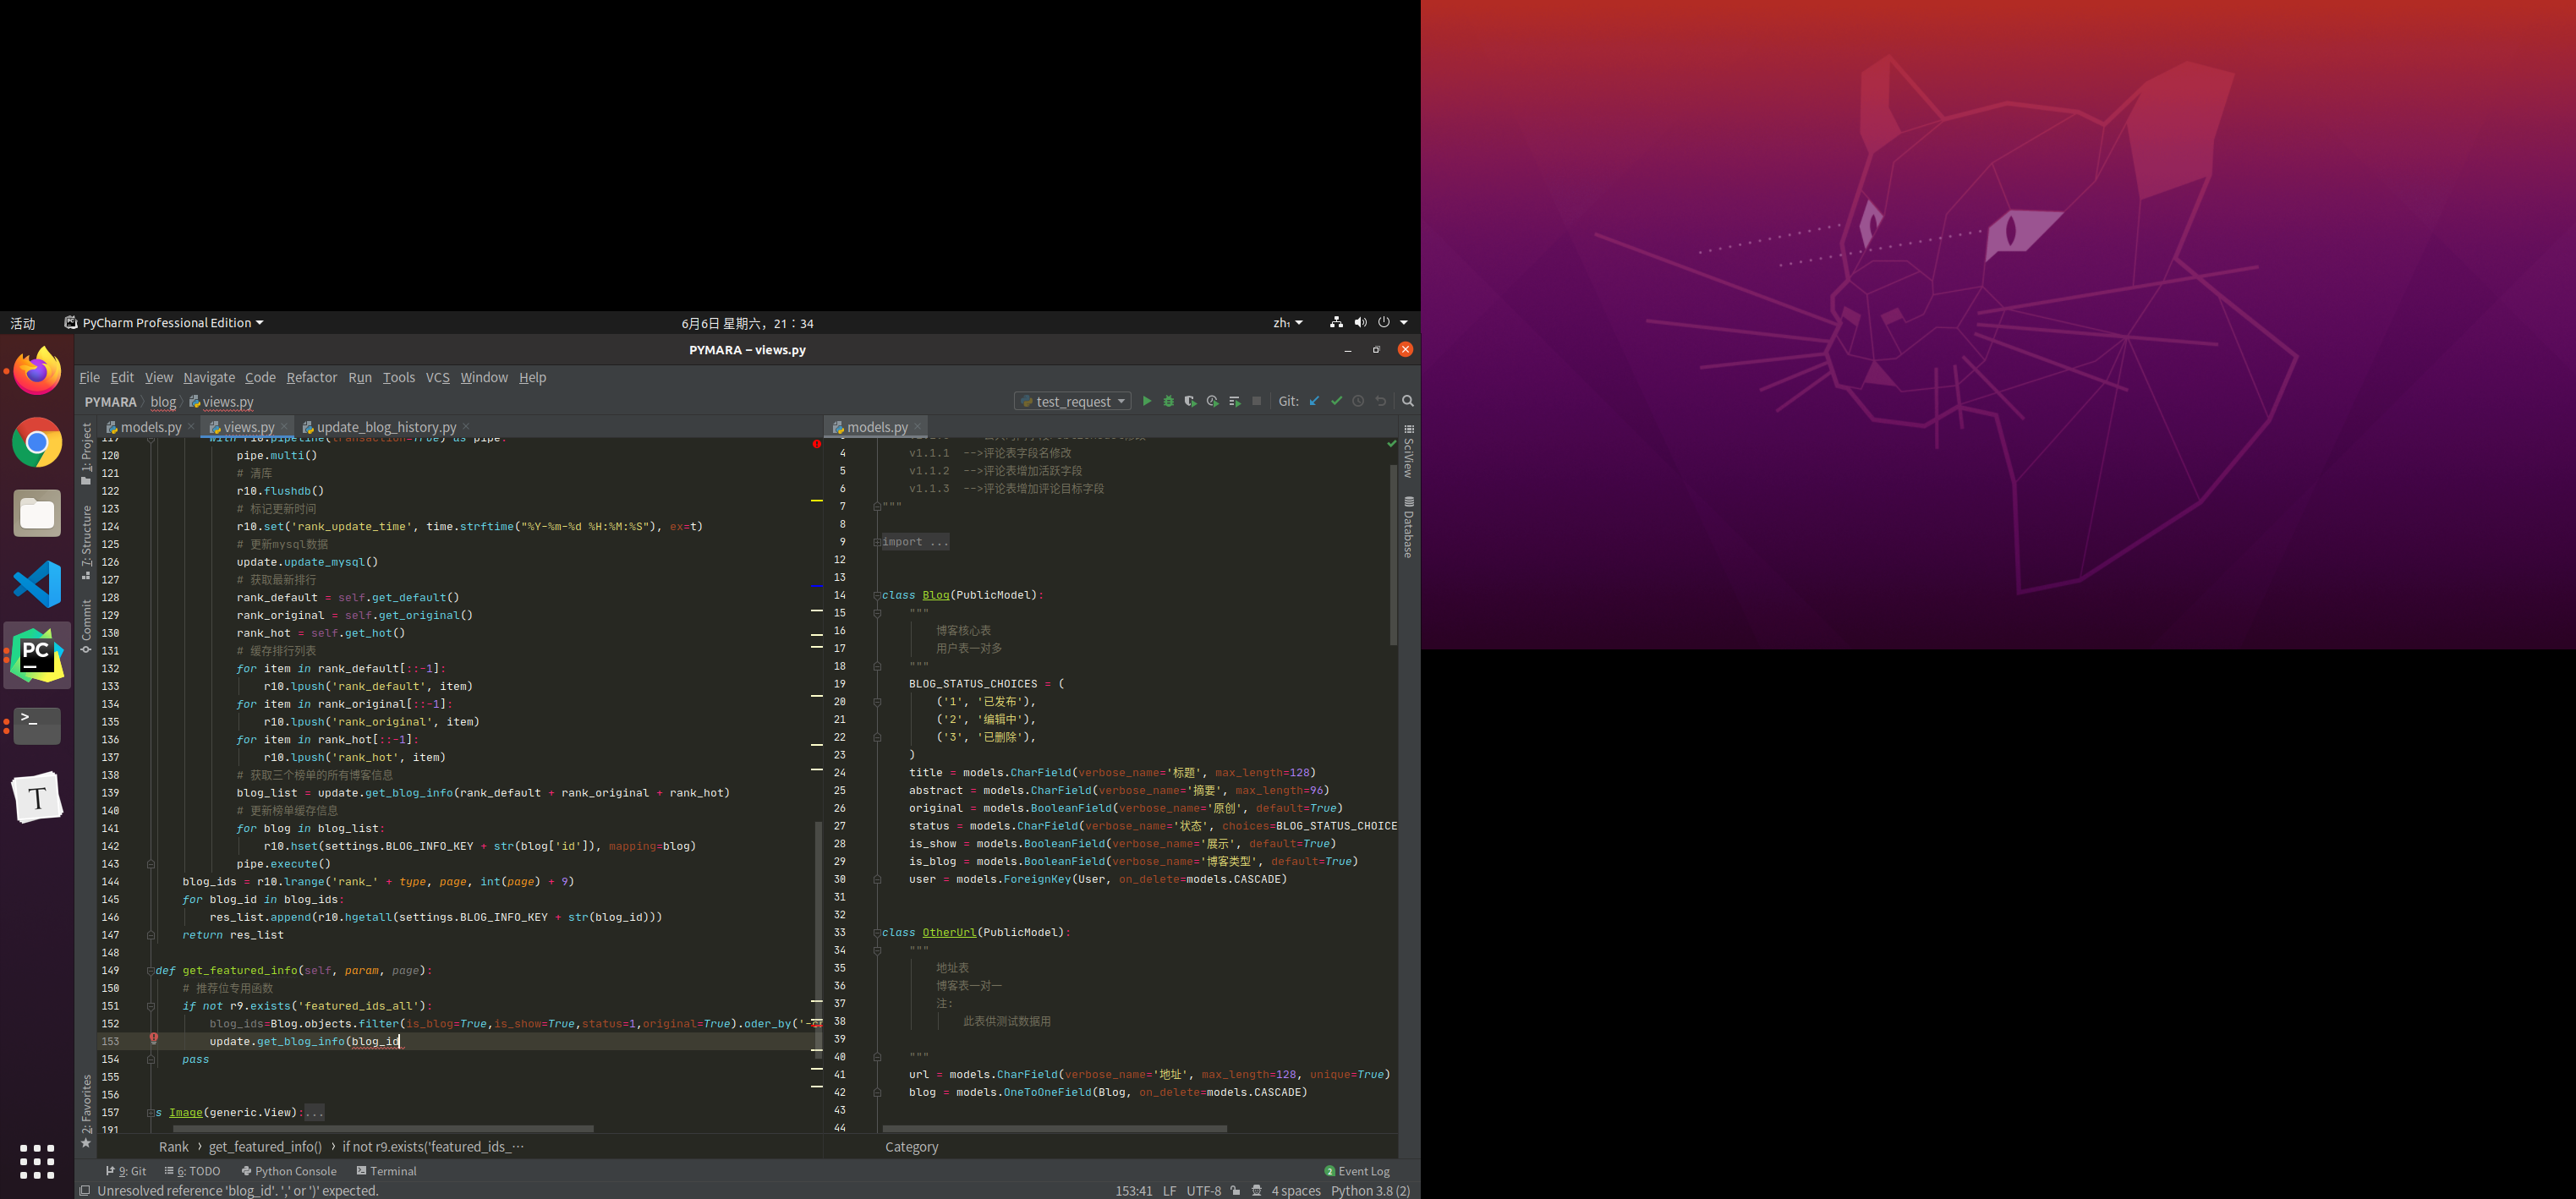 活动
PyCharm Professional Edition
6月6日 星期六，21：34
zh₁
PYMARA – views.py
File Edit View Navigate Code Refactor Run Tools VCS Window Help
PYMARA blog views.py
test_request
Git:
models.py views.py update_blog_history.py
119 with r10.pipeline(transaction=True) as pipe:
120 pipe.multi()
121 # 清库
122 r10.flushdb()
123 # 标记更新时间
124 r10.set('rank_update_time', time.strftime("%Y-%m-%d %H:%M:%S"), ex=t)
125 # 更新mysql数据
126 update.update_mysql()
127 # 获取最新排行
128 rank_default = self.get_default()
129 rank_original = self.get_original()
130 rank_hot = self.get_hot()
131 # 缓存排行列表
132 for item in rank_default[::-1]:
133 r10.lpush('rank_default', item)
134 for item in rank_original[::-1]:
135 r10.lpush('rank_original', item)
136 for item in rank_hot[::-1]:
137 r10.lpush('rank_hot', item)
138 # 获取三个榜单的所有博客信息
139 blog_list = update.get_blog_info(rank_default + rank_original + rank_hot)
140 # 更新榜单缓存信息
141 for blog in blog_list:
142 r10.hset(settings.BLOG_INFO_KEY + str(blog['id']), mapping=blog)
143 pipe.execute()
144 blog_ids = r10.lrange('rank_' + type, page, int(page) + 9)
145 for blog_id in blog_ids:
146 res_list.append(r10.hgetall(settings.BLOG_INFO_KEY + str(blog_id)))
147 return res_list
148
149 def get_featured_info(self, param, page):
150 # 推荐位专用函数
151 if not r9.exists('featured_ids_all'):
152 blog_ids=Blog.objects.filter(is_blog=True,is_show=True,status=1,original=True).oder_by('-
153 update.get_blog_info(blog_id
154 pass
155
156
157 s Image(generic.View):...
191
Rank › get_featured_info() › if not r9.exists('featured_ids_···
models.py
4 v1.1.1 -->评论表字段名修改
5 v1.1.2 -->评论表增加活跃字段
6 v1.1.3 -->评论表增加评论目标字段
7 """
8
9 import ...
12
13
14 class Blog(PublicModel):
15 """
16 博客核心表
17 用户表一对多
18 """
19 BLOG_STATUS_CHOICES = (
20 ('1', '已发布'),
21 ('2', '编辑中'),
22 ('3', '已删除'),
23 )
24 title = models.CharField(verbose_name='标题', max_length=128)
25 abstract = models.CharField(verbose_name='摘要', max_length=96)
26 original = models.BooleanField(verbose_name='原创', default=True)
27 status = models.CharField(verbose_name='状态', choices=BLOG_STATUS_CHOICE
28 is_show = models.BooleanField(verbose_name='展示', default=True)
29 is_blog = models.BooleanField(verbose_name='博客类型', default=True)
30 user = models.ForeignKey(User, on_delete=models.CASCADE)
31
32
33 class OtherUrl(PublicModel):
34 """
35 地址表
36 博客表一对一
37 注:
38 此表供测试数据用
39
40 """
41 url = models.CharField(verbose_name='地址', max_length=128, unique=True)
42 blog = models.OneToOneField(Blog, on_delete=models.CASCADE)
43
44
Category
1: Project
7: Structure
Commit
2: Favorites
SciView
Database
PC
>_
T
9: Git 6: TODO Python Console Terminal
2 Event Log
Unresolved reference 'blog_id'. ',' or ')' expected.
153:41 LF UTF-8 4 spaces Python 3.8 (2)